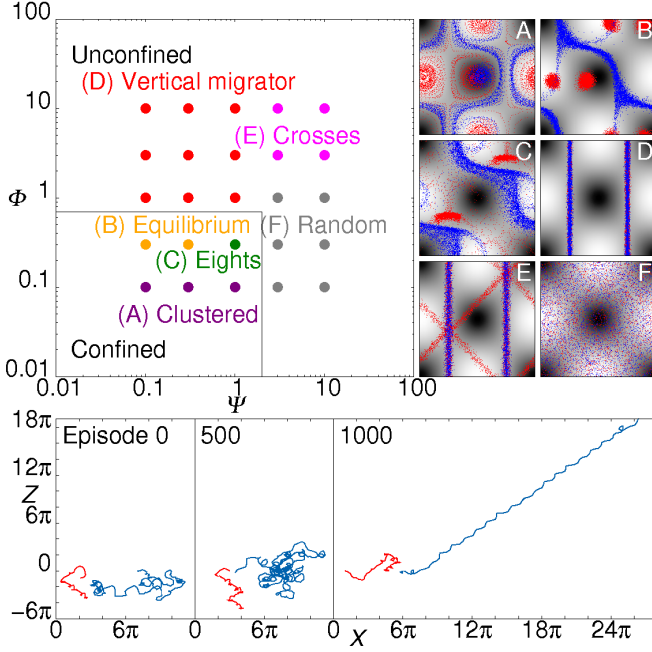 100
10
1
0.1
0.01
Φ
Unconfined
(D) Vertical migrator
(E) Crosses
(B) Equilibrium
(F) Random
(C) Eights
(A) Clustered
Confined
0.01
0.1
1
10
100
Ψ
A
B
C
D
E
F
18π
12π
Z
6π
0
−6π
Episode 0
500
1000
0
6π
0
6π
0
6π
12π
18π
24π
X